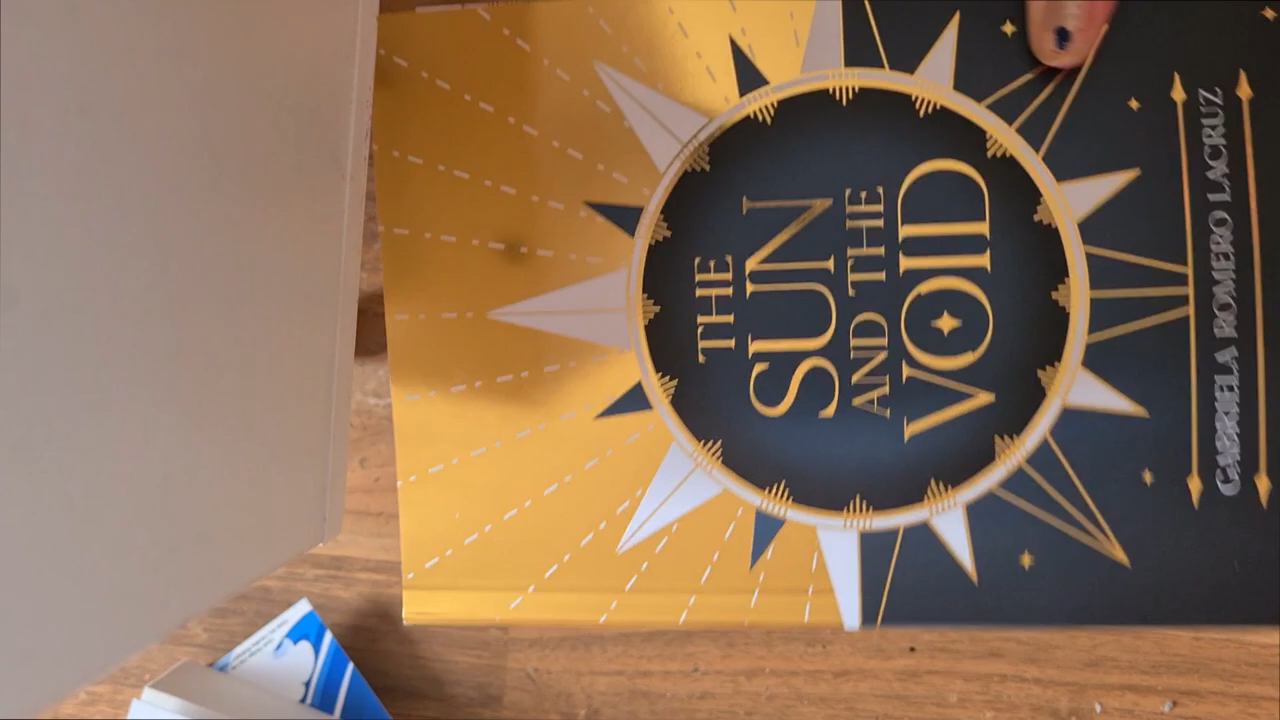 THE
SUN
AND THE
VOID
GABRIELA ROMERO LACRUZ